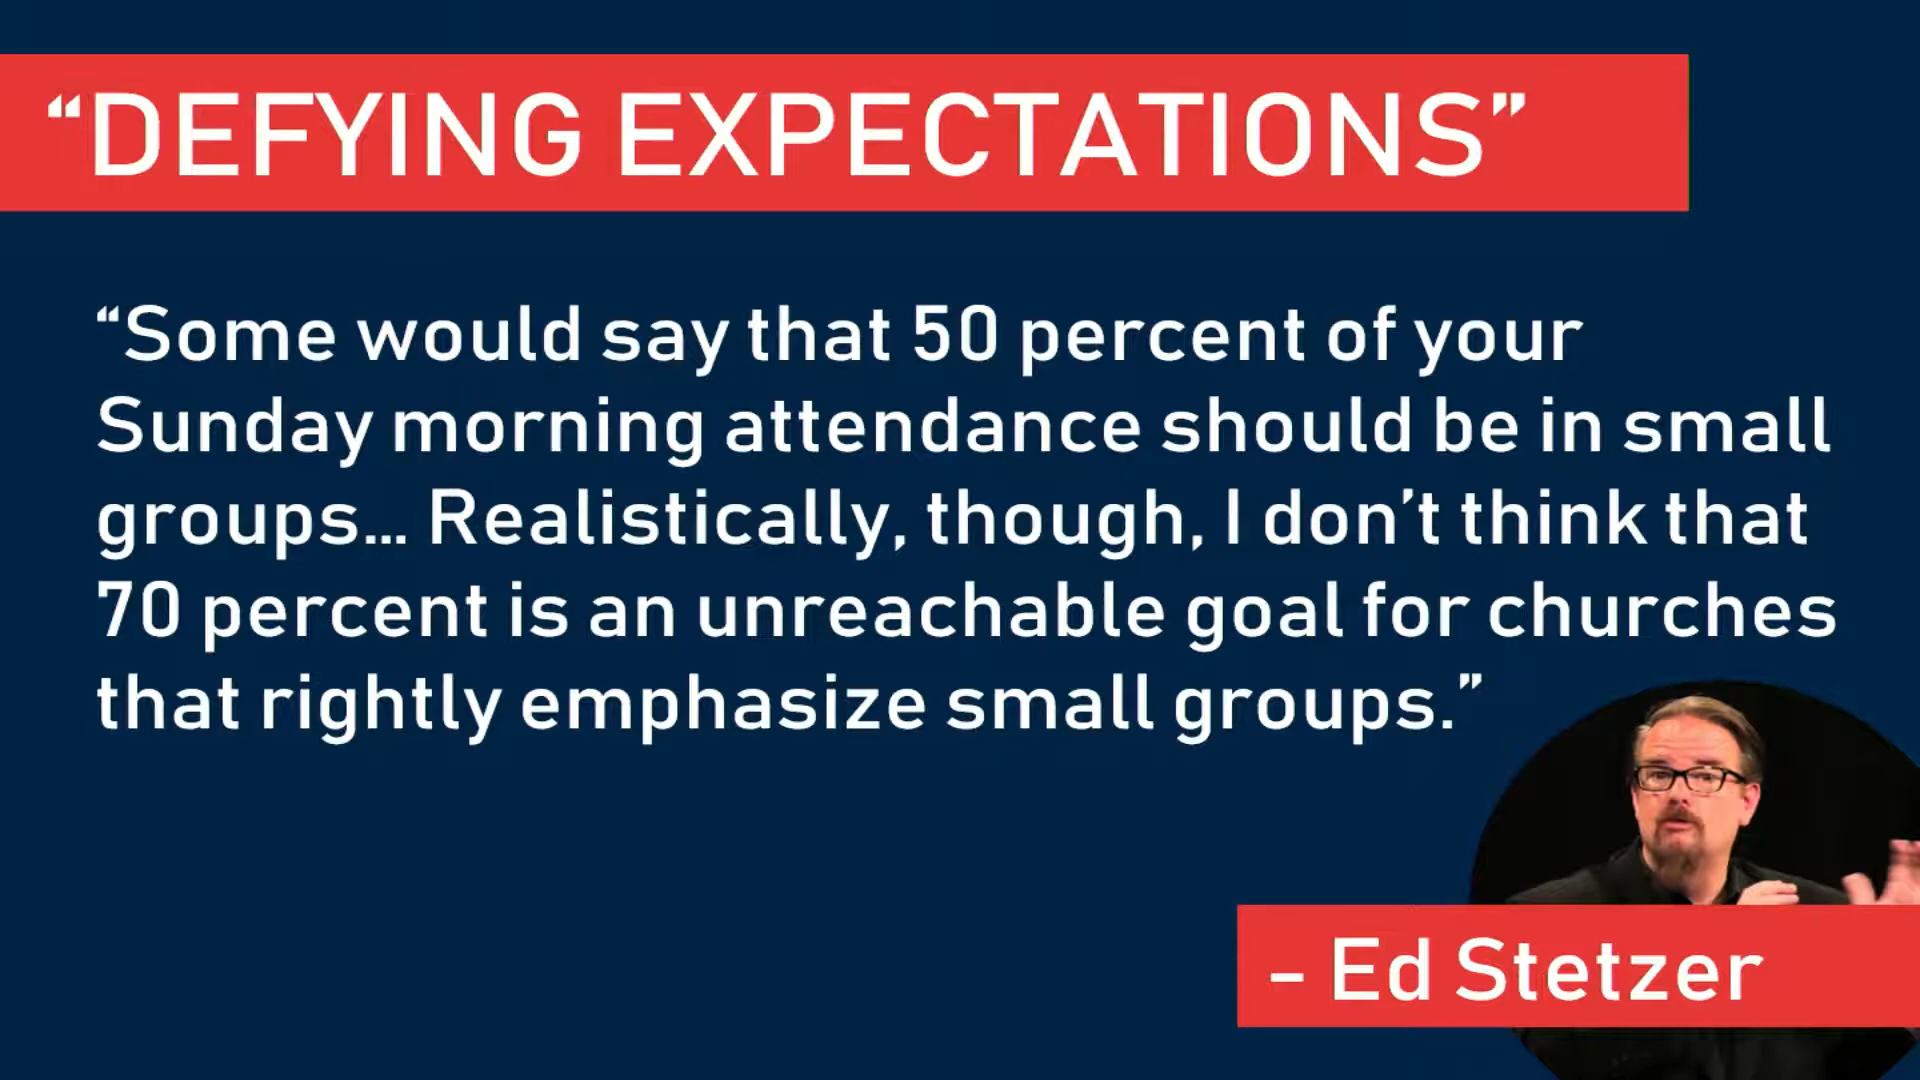 “DEFYING EXPECTATIONS”
“Some would say that 50 percent of your
Sunday morning attendance should be in small
groups... Realistically, though, I don’t think that
70 percent is an unreachable goal for churches
that rightly emphasize small groups.”
– Ed Stetzer